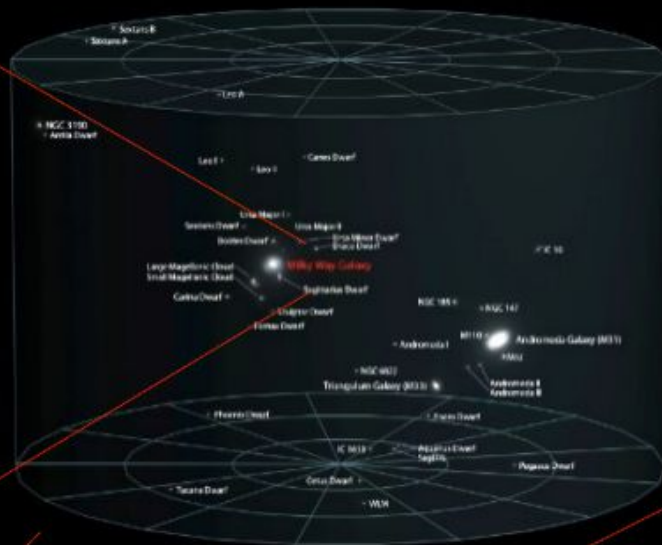 Sextans B
Sextans A
Leo A
NGC 3190
Antlia Dwarf
Leo I
Canes Dwarf
Leo II
Ursa Major I
Sextans Dwarf
Ursa Major II
Bootes Dwarf
Ursa Minor Dwarf
Draco Dwarf
IC 10
Milky Way Galaxy
Large Magellanic Cloud
Small Magellanic Cloud
Sagittarius Dwarf
Carina Dwarf
NGC 185
NGC 147
Sculptor Dwarf
Fornax Dwarf
M110
Andromeda Galaxy (M31)
Andromeda I
M32
NGC 6822
Triangulum Galaxy (M33)
Andromeda II
Andromeda III
Phoenix Dwarf
IC 1613
Aquarius Dwarf
Pegasus Dwarf
Cetus Dwarf
Tucana Dwarf
WLM